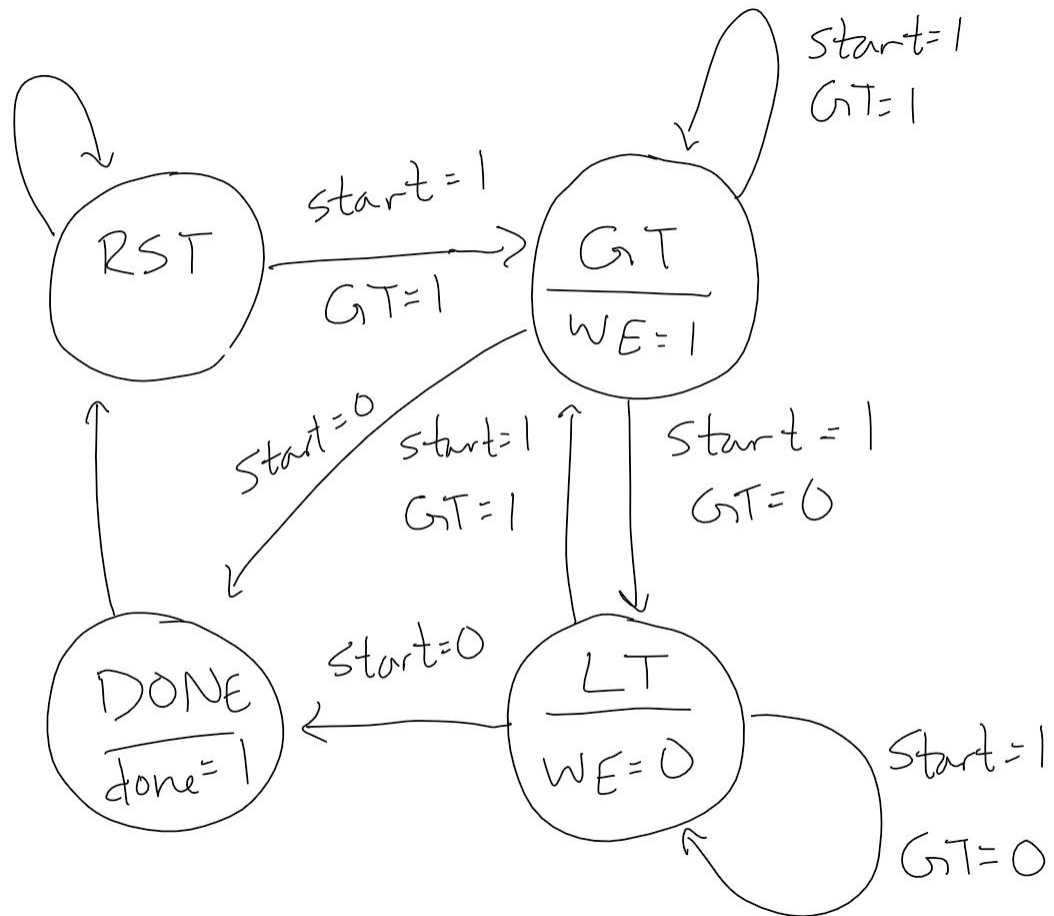 start=1
GT=1
RST
start=1
GT=1
GT
WE=1
start=0
start=1
GT=1
start=1
GT=0
DONE
done=1
start=0
LT
WE=0
start=1
GT=0